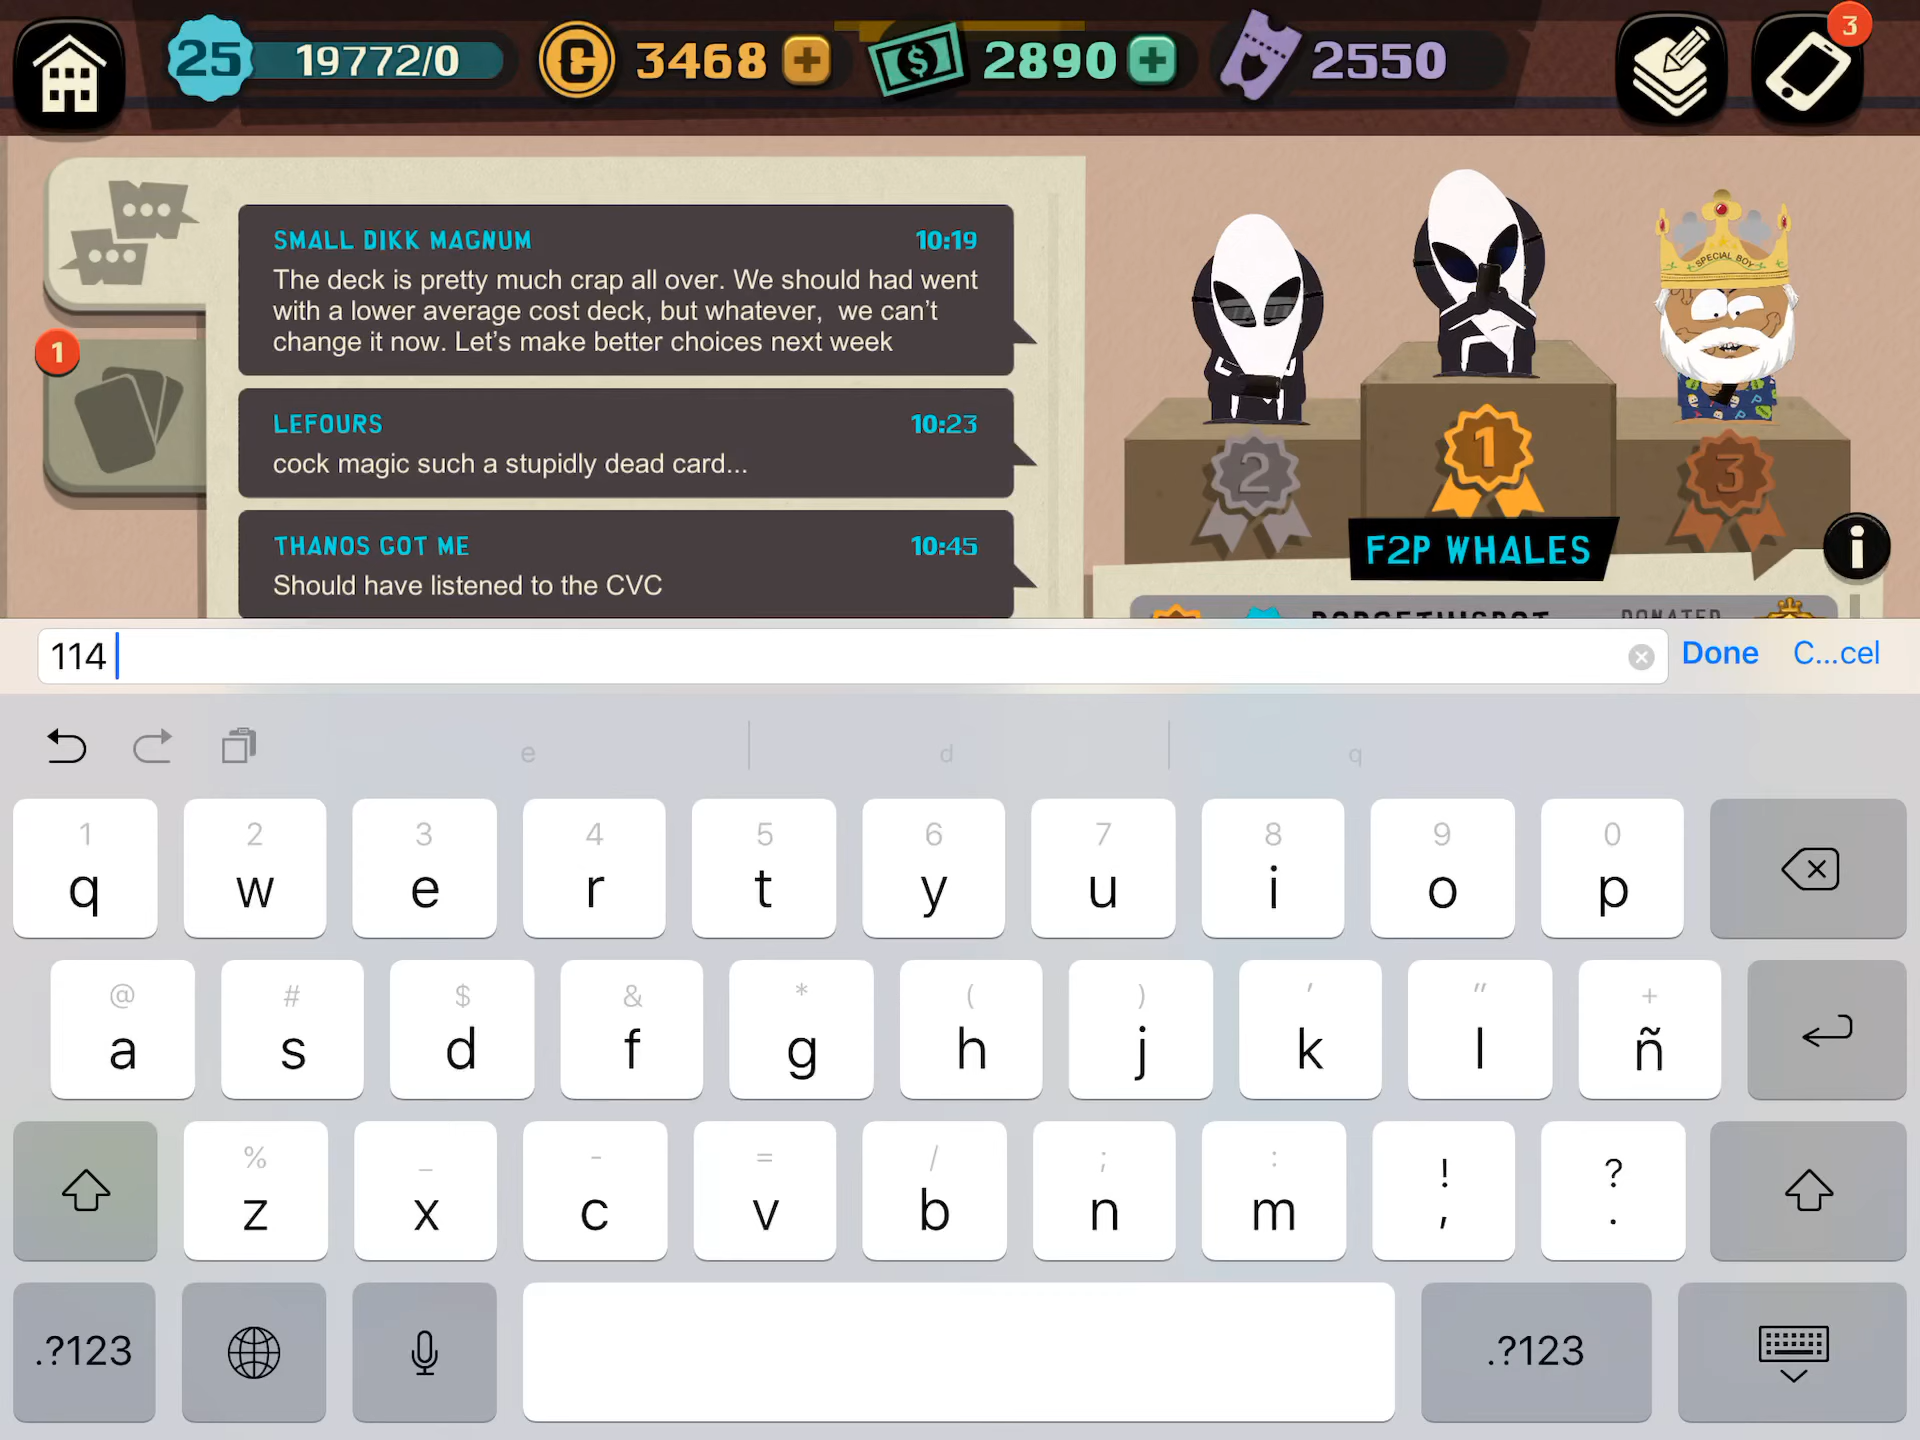 25 19772/0 3468 2890 2550 3
SMALL DIKK MAGNUM 10:19
The deck is pretty much crap all over. We should had went
with a lower average cost deck, but whatever, we can't
change it now. Let's make better choices next week
1
LEFOURS 10:23
cock magic such a stupidly dead card...
THANOS GOT ME 10:45
Should have listened to the CVC
SPECIAL BOY
2 1 3
F2P WHALES
i
DONATED
114 Done C...cel
e d q
1 2 3 4 5 6 7 8 9 0
q w e r t y u i o p
@ # $ & * ( ) ' " +
a s d f g h j k l ñ
% _ - = / ; : ! ?
z x c v b n m , .
.?123 .?123